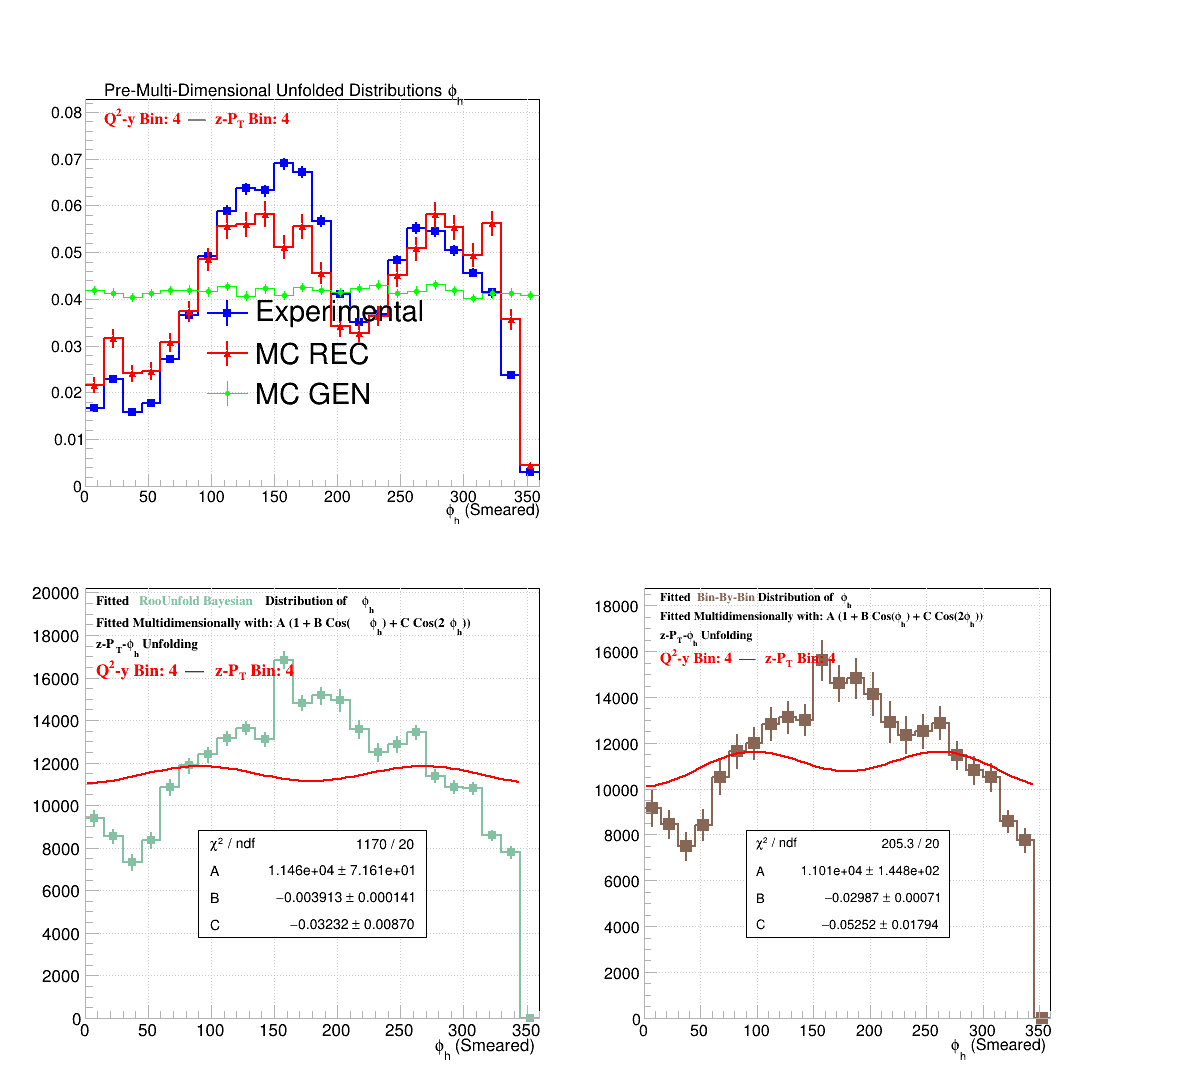 Pre-Multi-Dimensional Unfolded Distributions ϕh
Q2-y Bin: 4 — z-PT Bin: 4
0.08
0.07
0.06
0.05
0.04
0.03
0.02
0.01
0
Experimental
MC REC
MC GEN
0 50 100 150 200 250 300 350
ϕh (Smeared)
Fitted RooUnfold Bayesian Distribution of ϕh
Fitted Multidimensionally with: A (1 + B Cos( ϕh) + C Cos(2 ϕh))
z-PT-ϕh Unfolding
Q2-y Bin: 4 — z-PT Bin: 4
20000
18000
16000
14000
12000
10000
8000
6000
4000
2000
0
χ2 / ndf 1170 / 20
A 1.146e+04 ± 7.161e+01
B −0.003913 ± 0.000141
C −0.03232 ± 0.00870
0 50 100 150 200 250 300 350
ϕh (Smeared)
Fitted Bin-By-Bin Distribution of ϕh
Fitted Multidimensionally with: A (1 + B Cos(ϕh) + C Cos(2ϕh))
z-PT-ϕh Unfolding
Q2-y Bin: 4 — z-PT Bin: 4
18000
16000
14000
12000
10000
8000
6000
4000
2000
0
χ2 / ndf 205.3 / 20
A 1.101e+04 ± 1.448e+02
B −0.02987 ± 0.00071
C −0.05252 ± 0.01794
0 50 100 150 200 250 300 350
ϕh (Smeared)